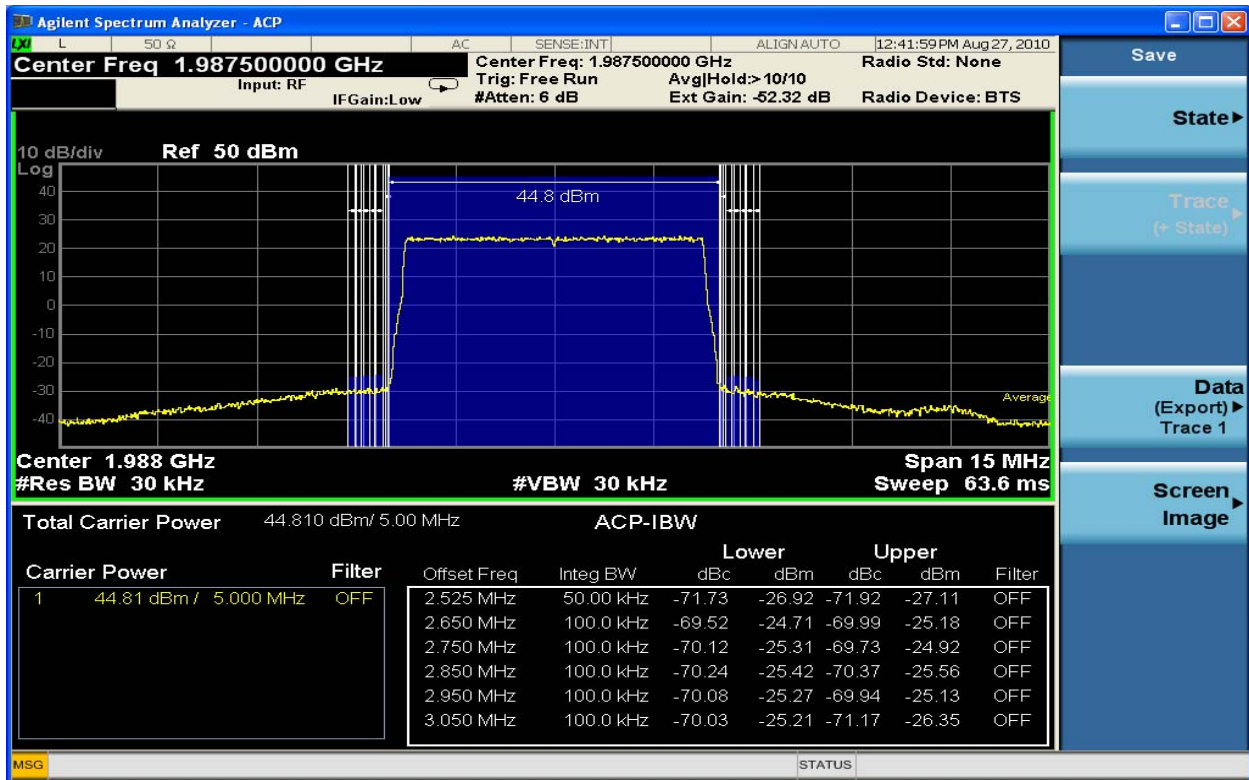 Agilent Spectrum Analyzer - ACP
LXI L 50 Ω AC SENSE:INT ALIGN AUTO 12:41:59 PM Aug 27, 2010
Center Freq 1.987500000 GHz
Input: RF
IFGain:Low
Center Freq: 1.987500000 GHz
Trig: Free Run
#Atten: 6 dB
Avg|Hold:> 10/10
Ext Gain: -52.32 dB
Radio Std: None
Radio Device: BTS
10 dB/div Ref 50 dBm
Log
40
30
20
10
0
-10
-20
-30
-40
44.8 dBm
Average
Center 1.988 GHz Span 15 MHz
#Res BW 30 kHz #VBW 30 kHz Sweep 63.6 ms
Total Carrier Power 44.810 dBm/ 5.00 MHz ACP-IBW
Lower Upper
Carrier Power Filter Offset Freq Integ BW dBc dBm dBc dBm Filter
1 44.81 dBm / 5.000 MHz OFF
2.525 MHz 50.00 kHz -71.73 -26.92 -71.92 -27.11 OFF
2.650 MHz 100.0 kHz -69.52 -24.71 -69.99 -25.18 OFF
2.750 MHz 100.0 kHz -70.12 -25.31 -69.73 -24.92 OFF
2.850 MHz 100.0 kHz -70.24 -25.42 -70.37 -25.56 OFF
2.950 MHz 100.0 kHz -70.08 -25.27 -69.94 -25.13 OFF
3.050 MHz 100.0 kHz -70.03 -25.21 -71.17 -26.35 OFF
MSG STATUS
Save
State
Trace
(+ State)
Data
(Export)
Trace 1
Screen
Image